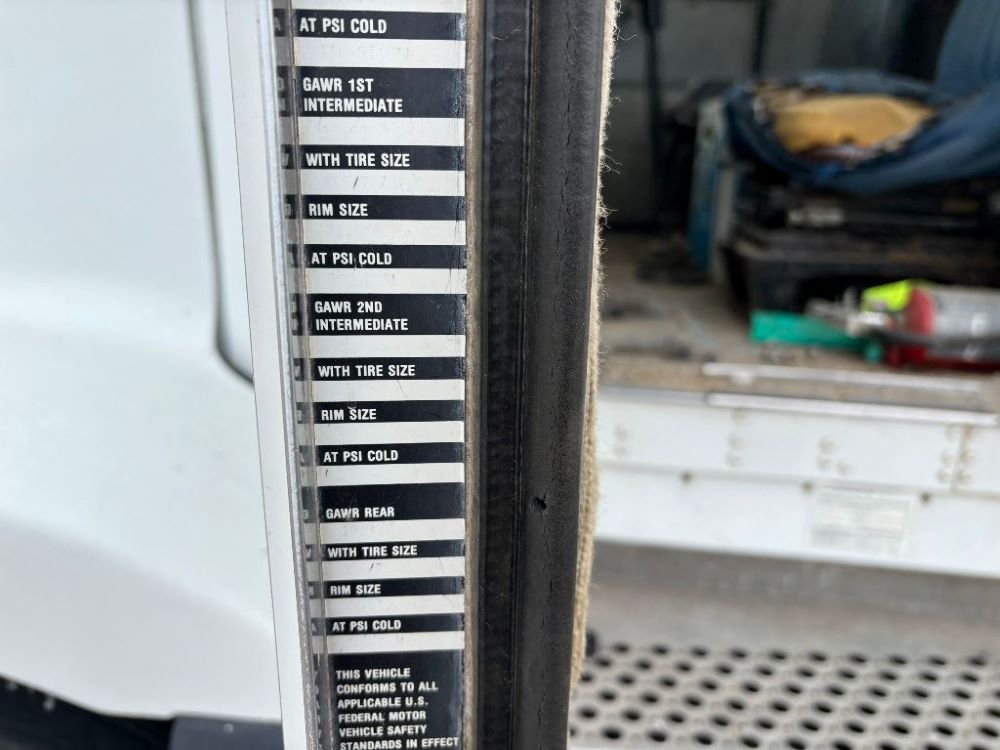 AT PSI COLD
GAWR 1ST
INTERMEDIATE
WITH TIRE SIZE
RIM SIZE
AT PSI COLD
GAWR 2ND
INTERMEDIATE
WITH TIRE SIZE
RIM SIZE
AT PSI COLD
GAWR REAR
WITH TIRE SIZE
RIM SIZE
AT PSI COLD
THIS VEHICLE
CONFORMS TO ALL
APPLICABLE U.S.
FEDERAL MOTOR
VEHICLE SAFETY
STANDARDS IN EFFECT